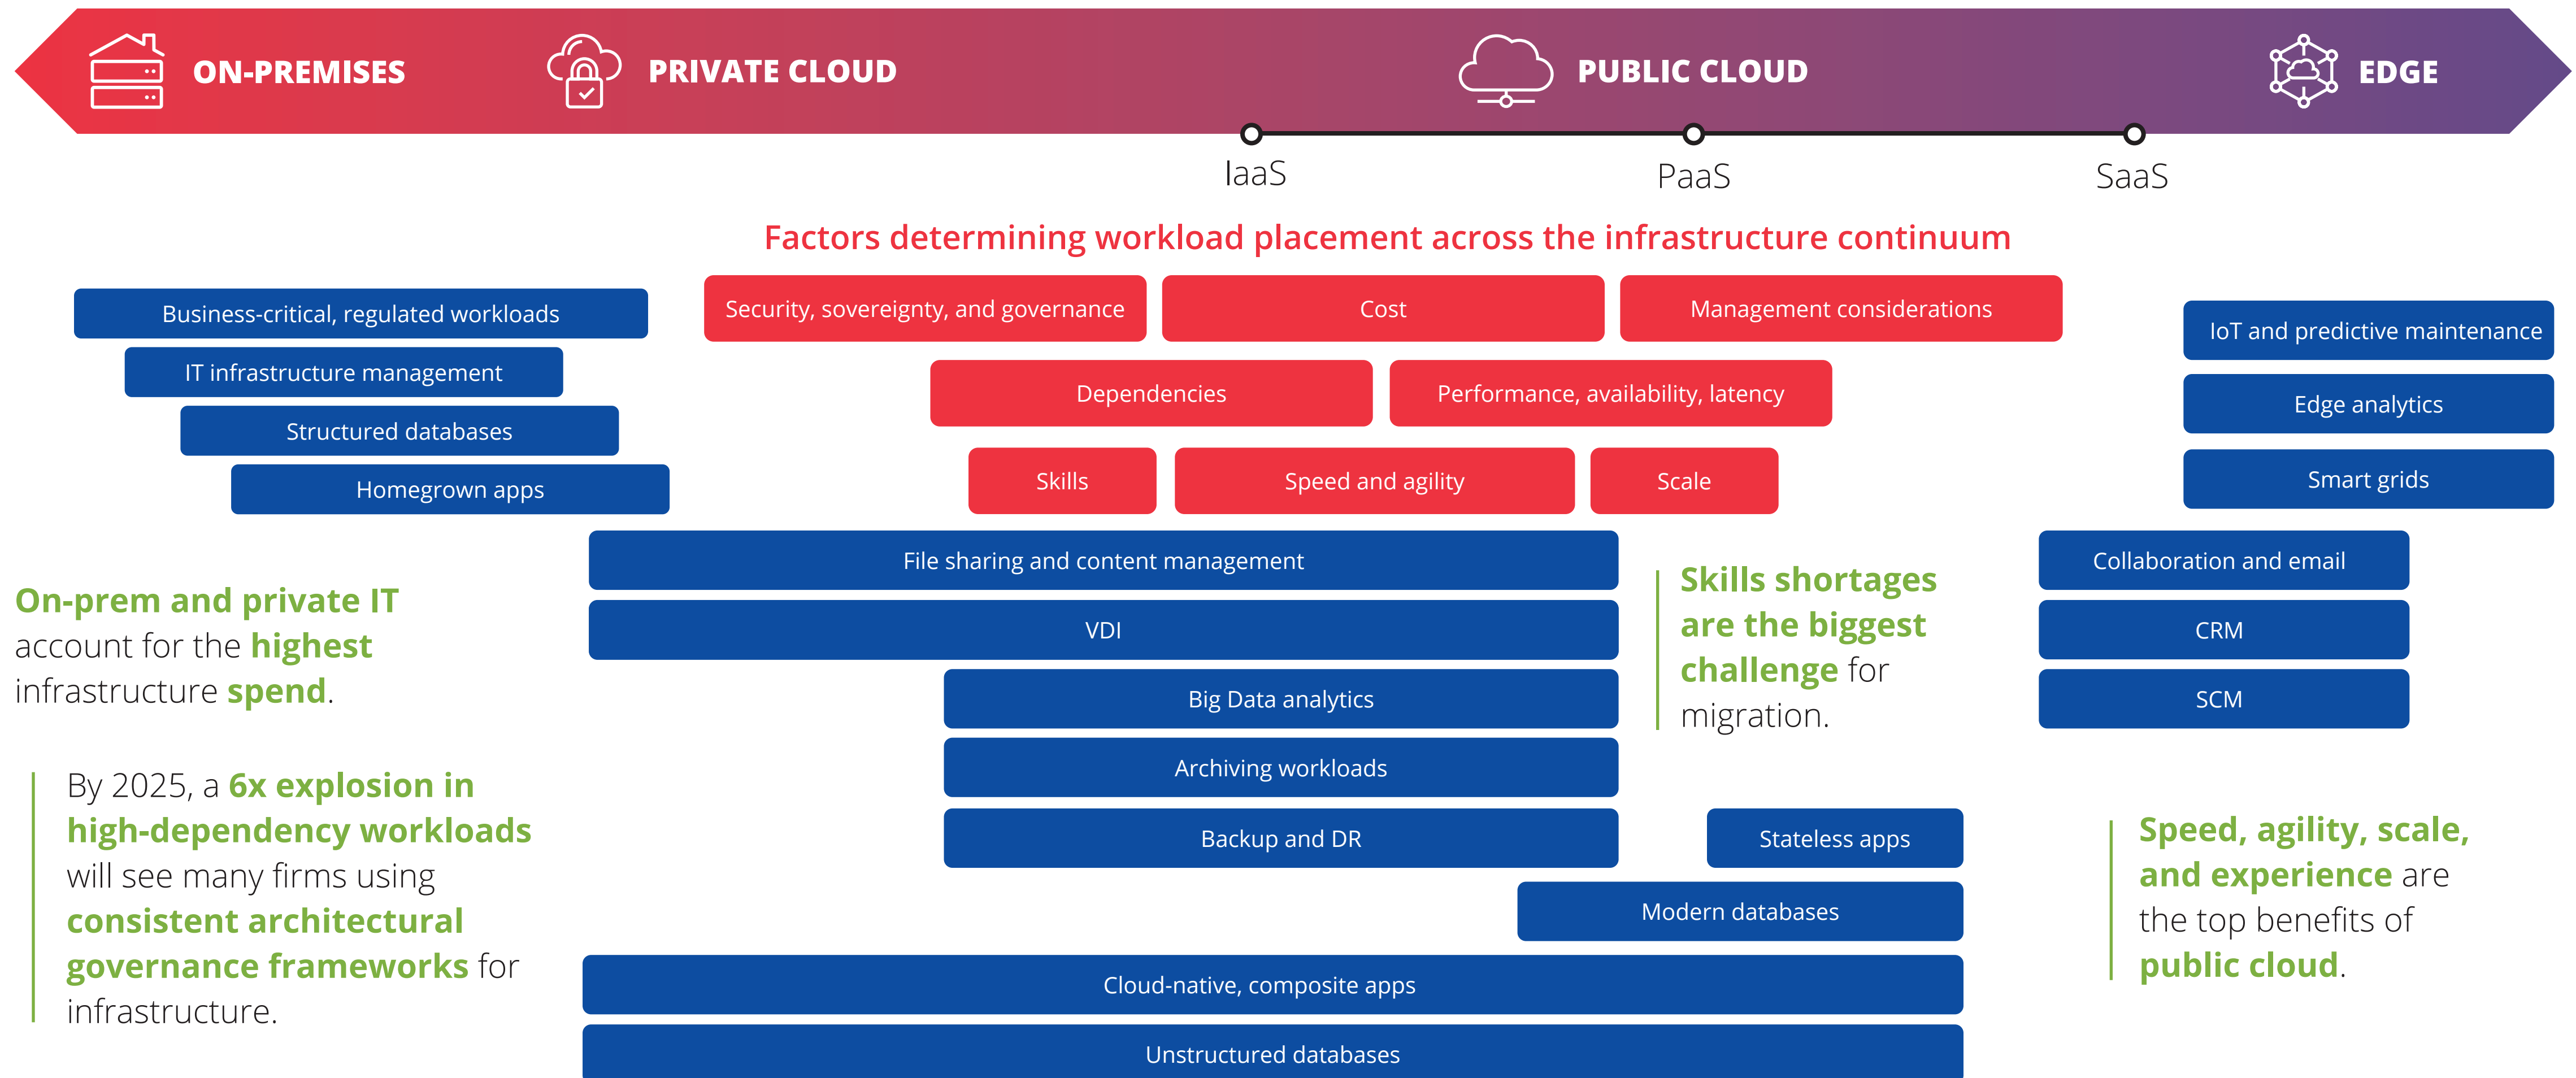 ON-PREMISES
PRIVATE CLOUD
PUBLIC CLOUD
EDGE
IaaS
PaaS
SaaS
Factors determining workload placement across the infrastructure continuum
Security, sovereignty, and governance
Cost
Management considerations
Dependencies
Performance, availability, latency
Skills
Speed and agility
Scale
Business-critical, regulated workloads
IT infrastructure management
Structured databases
Homegrown apps
IoT and predictive maintenance
Edge analytics
Smart grids
On-prem and private IT
account for the highest
infrastructure spend.
By 2025, a 6x explosion in
high-dependency workloads
will see many firms using
consistent architectural
governance frameworks for
infrastructure.
File sharing and content management
VDI
Big Data analytics
Archiving workloads
Backup and DR
Skills shortages
are the biggest
challenge for
migration.
Collaboration and email
CRM
SCM
Stateless apps
Modern databases
Cloud-native, composite apps
Unstructured databases
Speed, agility, scale,
and experience are
the top benefits of
public cloud.